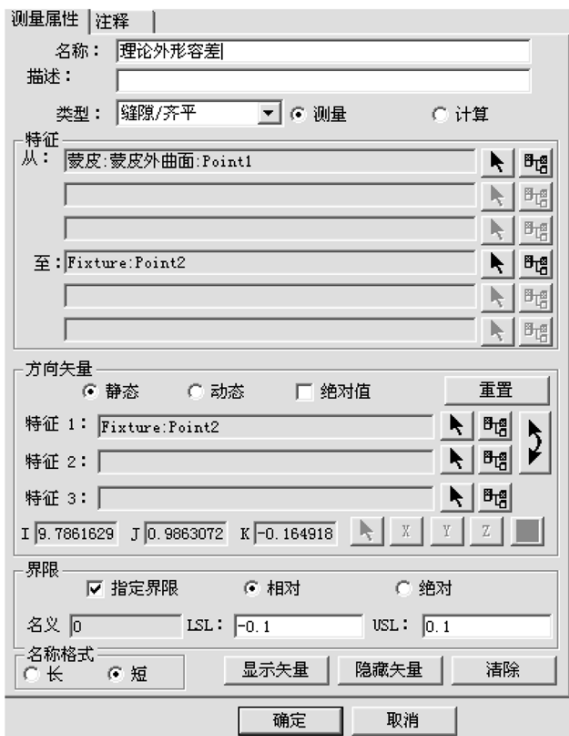 测量属性 注释
名称： 理论外形容差
描述：
类型： 缝隙/齐平 测量 计算
特征
从： 蒙皮:蒙皮外曲面:Point1
至： Fixture:Point2
方向矢量
静态 动态 绝对值 重置
特征 1： Fixture:Point2
特征 2：
特征 3：
I 9.7861629 J 0.9863072 K -0.164918 X Y Z
界限
指定界限 相对 绝对
名义 0 LSL： -0.1 USL： 0.1
名称格式
长 短 显示矢量 隐藏矢量 清除
确定 取消